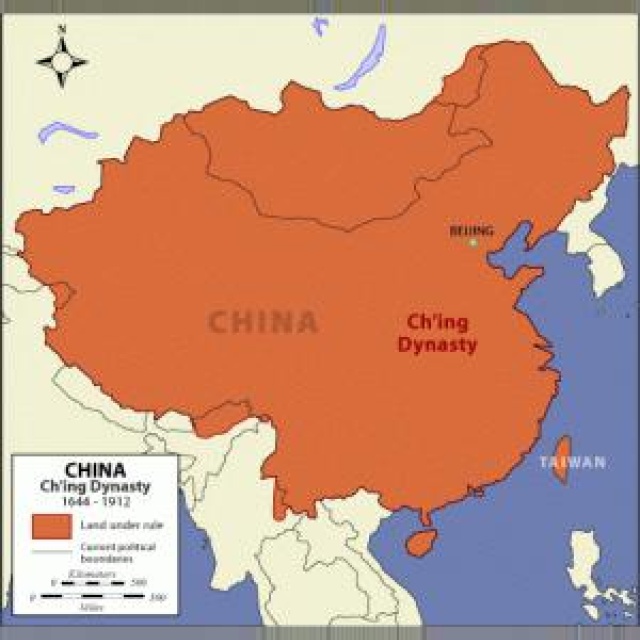 N
BEIJING
CHINA
Ch'ing
Dynasty
TAIWAN
CHINA
Ch'ing Dynasty
1644 - 1912
Land under rule
Current political
boundaries
Kilometers
0 500
0 300
Miles